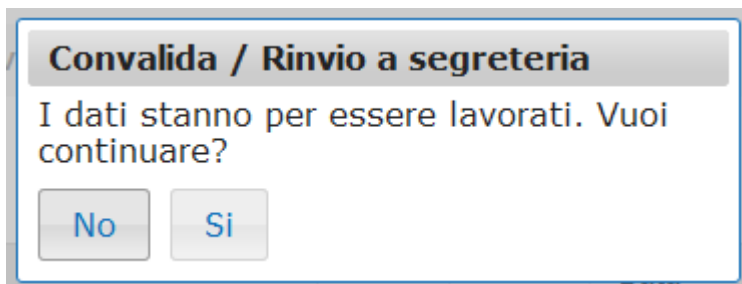 Convalida / Rinvio a segreteria
I dati stanno per essere lavorati. Vuoi
continuare?
No Si